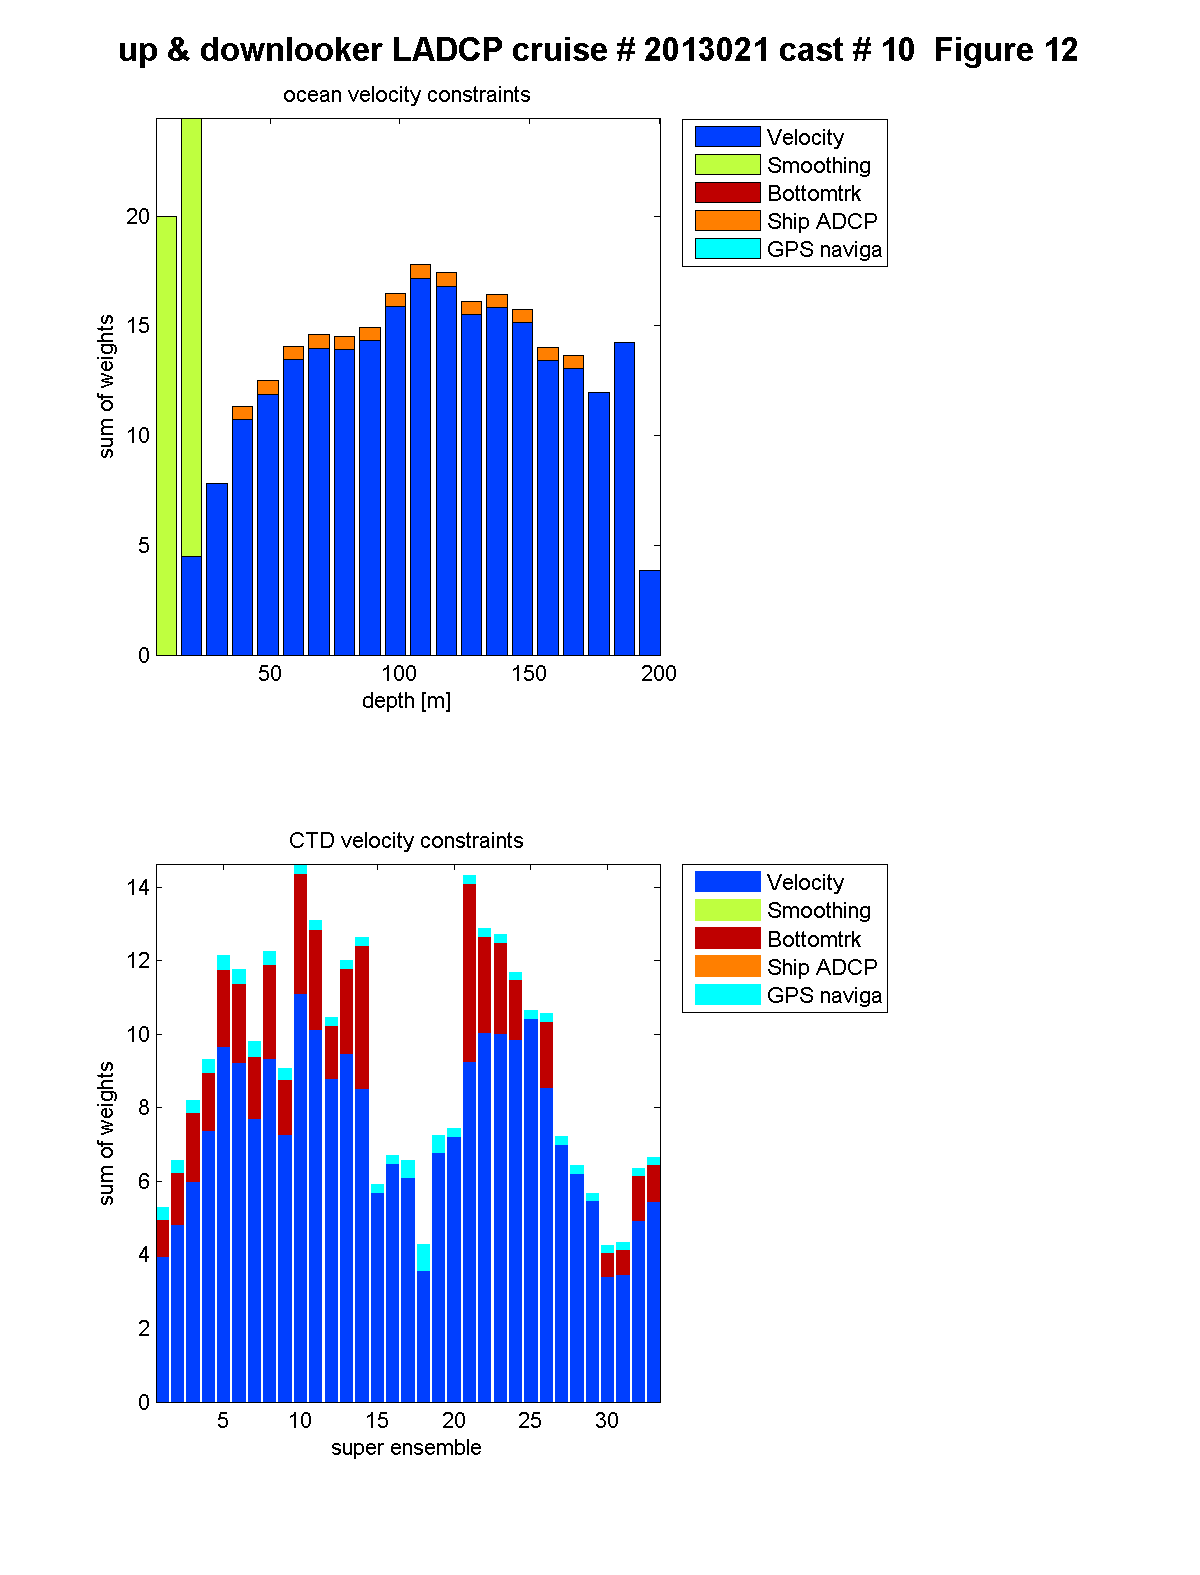 up & downlooker LADCP cruise # 2013021 cast # 10  Figure 12
ocean velocity constraints
Velocity
Smoothing
Bottomtrk
Ship ADCP
GPS naviga
20
15
10
5
0
sum of weights
50 100 150 200
depth [m]
CTD velocity constraints
Velocity
Smoothing
Bottomtrk
Ship ADCP
GPS naviga
14
12
10
8
6
4
2
0
sum of weights
5 10 15 20 25 30
super ensemble